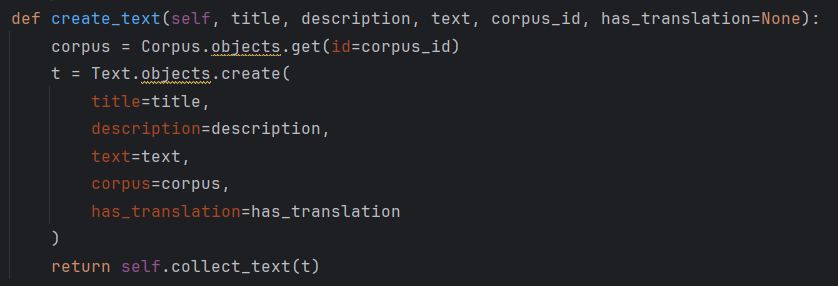 def create_text(self, title, description, text, corpus_id, has_translation=None):
    corpus = Corpus.objects.get(id=corpus_id)
    t = Text.objects.create(
        title=title,
        description=description,
        text=text,
        corpus=corpus,
        has_translation=has_translation
    )
    return self.collect_text(t)